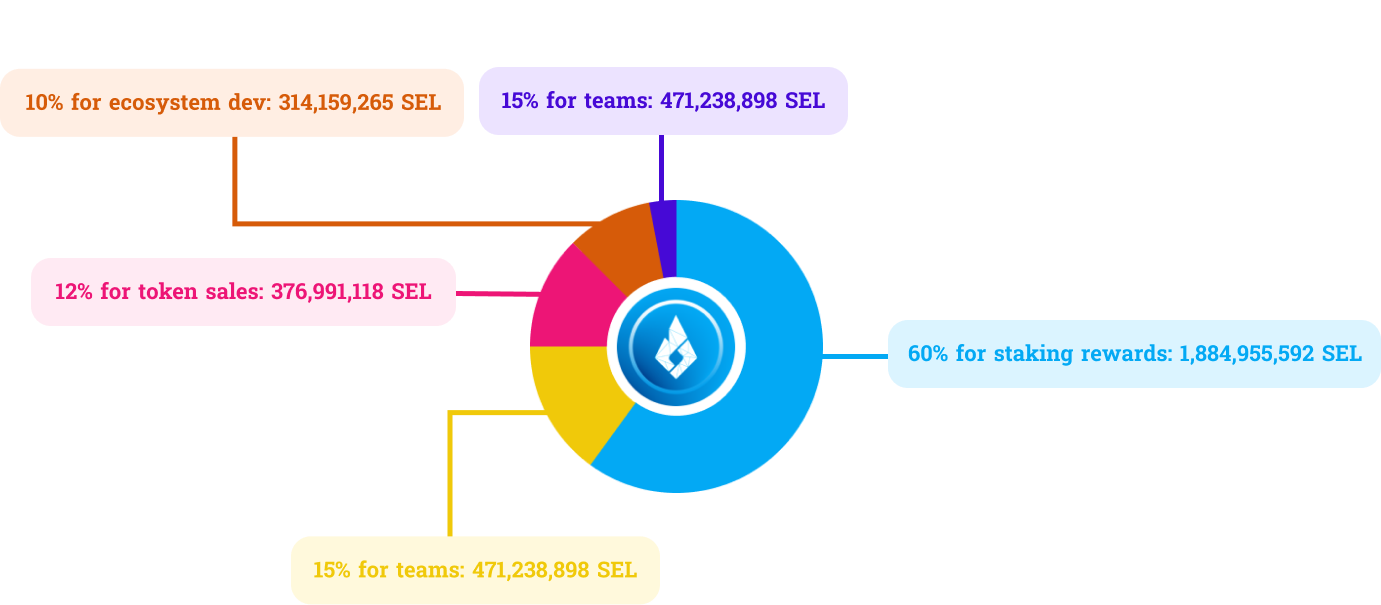 10% for ecosystem dev: 314,159,265 SEL
15% for teams: 471,238,898 SEL
12% for token sales: 376,991,118 SEL
60% for staking rewards: 1,884,955,592 SEL
15% for teams: 471,238,898 SEL